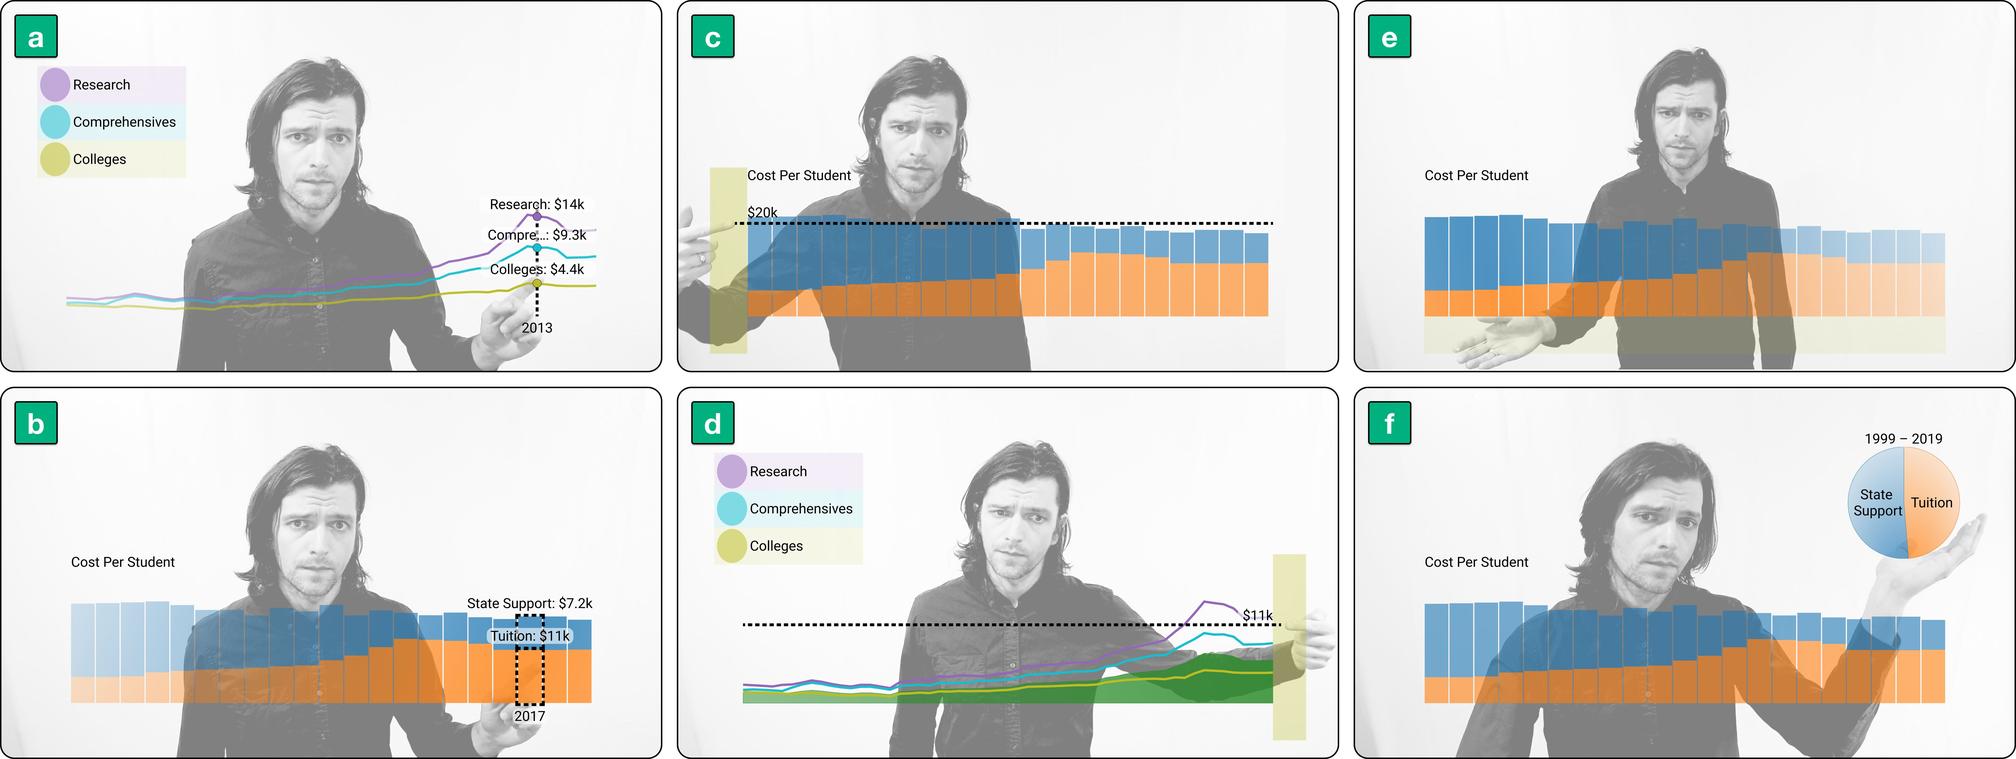 a
Research
Comprehensives
Colleges
Research: $14k
Compre...: $9.3k
Colleges: $4.4k
2013
c
Cost Per Student
$20k
e
Cost Per Student
b
Cost Per Student
State Support: $7.2k
Tuition: $11k
2017
d
Research
Comprehensives
Colleges
$11k
f
1999 – 2019
State
Support
Tuition
Cost Per Student